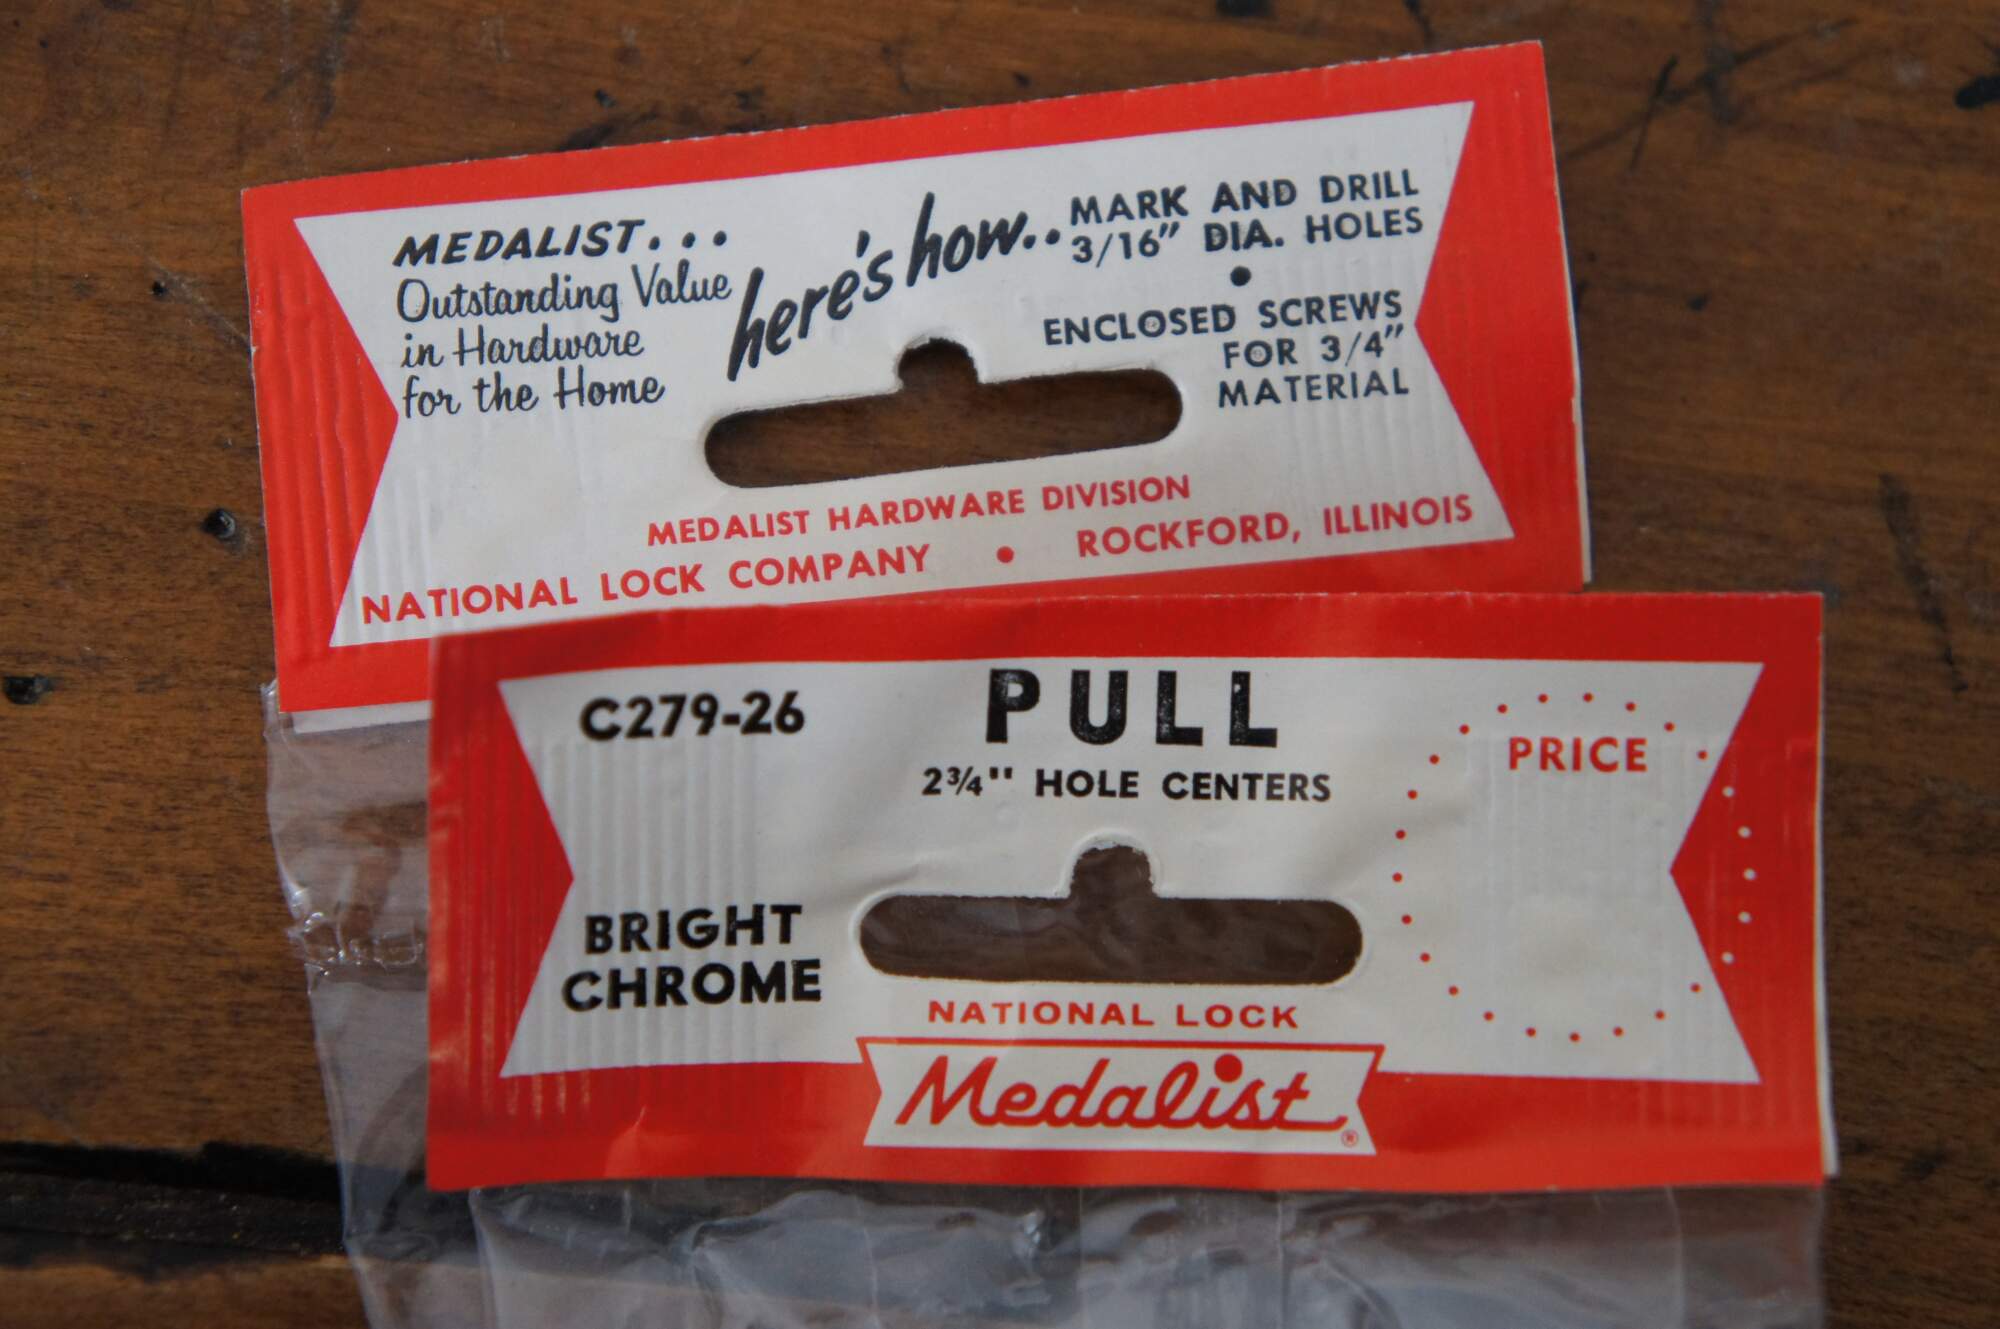 MEDALIST...
Outstanding Value
in Hardware
for the Home
here's how..
MARK AND DRILL
3/16" DIA. HOLES
•
ENCLOSED SCREWS
FOR 3/4"
MATERIAL
MEDALIST HARDWARE DIVISION
NATIONAL LOCK COMPANY • ROCKFORD, ILLINOIS
C279-26
PULL
2¾" HOLE CENTERS
PRICE
BRIGHT
CHROME
NATIONAL LOCK
Medalist®